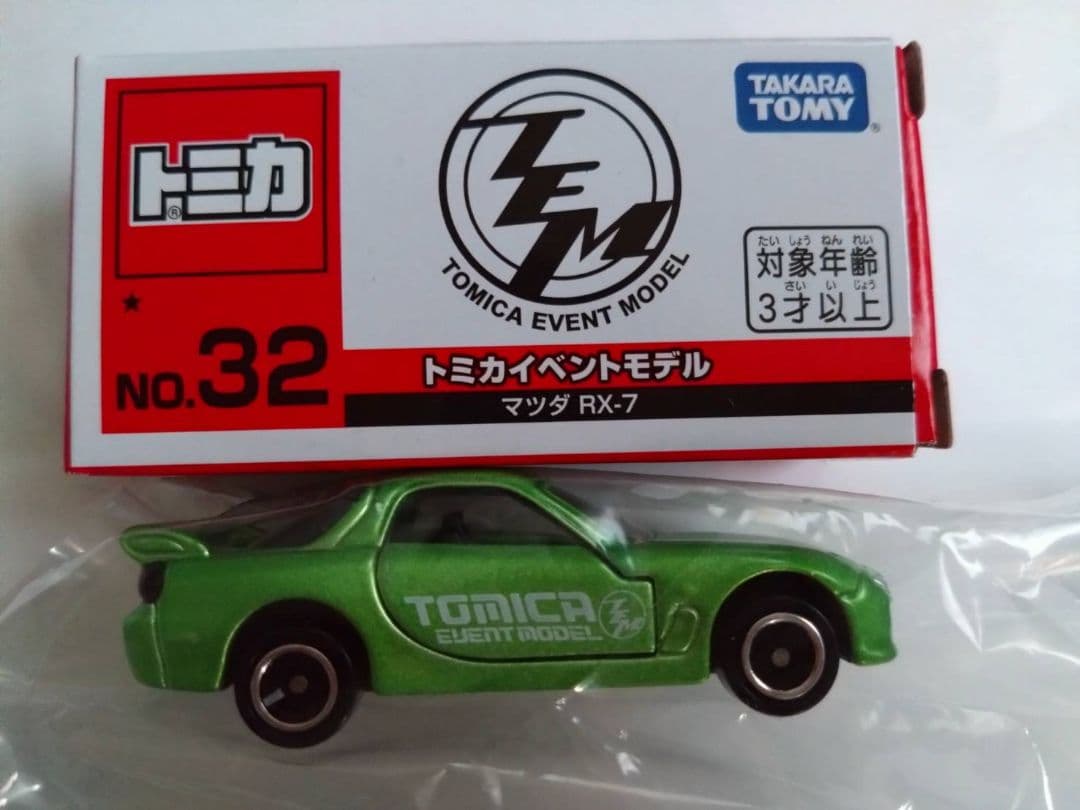 トミカ®
★
NO.32
TEM
TOMICA EVENT MODEL
TAKARA
TOMY®
たいしょうねんれい
対象年齢
さいいじょう
3才以上
トミカイベントモデル
マツダ RX-7
TOMICA
EVENT MODEL
TEM